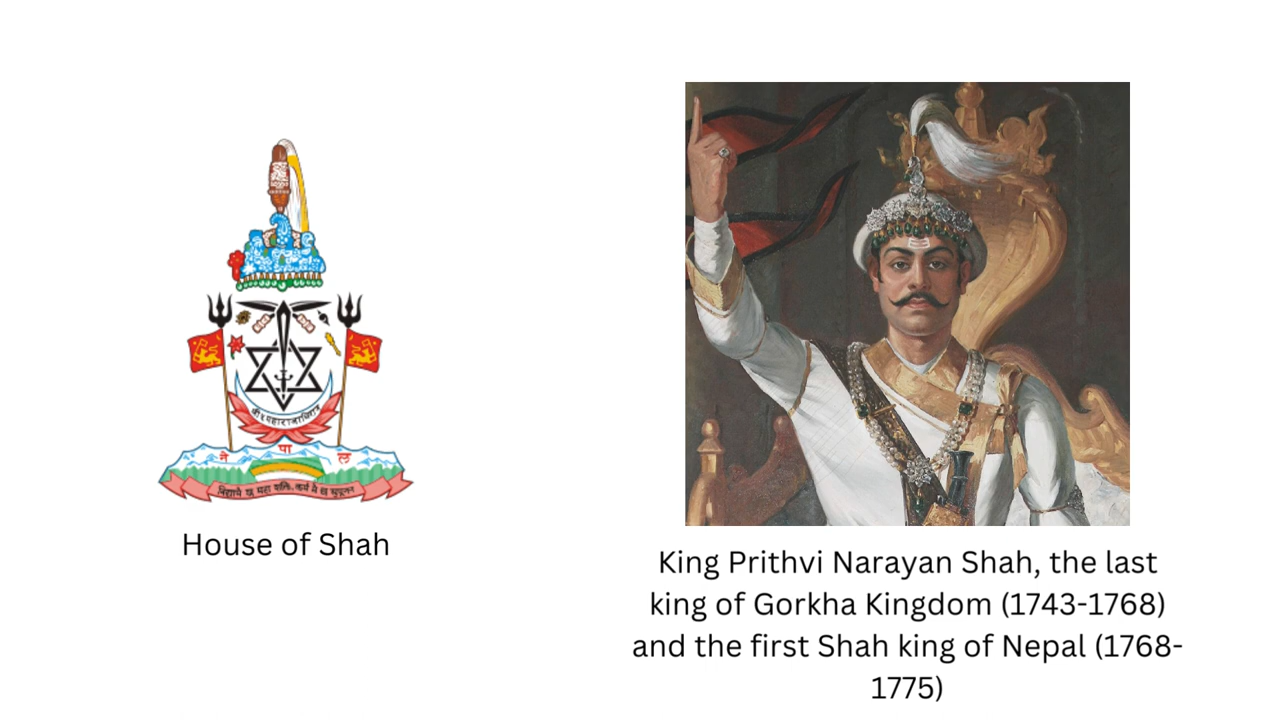 ने पा ल
House of Shah
King Prithvi Narayan Shah, the last
king of Gorkha Kingdom (1743-1768)
and the first Shah king of Nepal (1768-
1775)